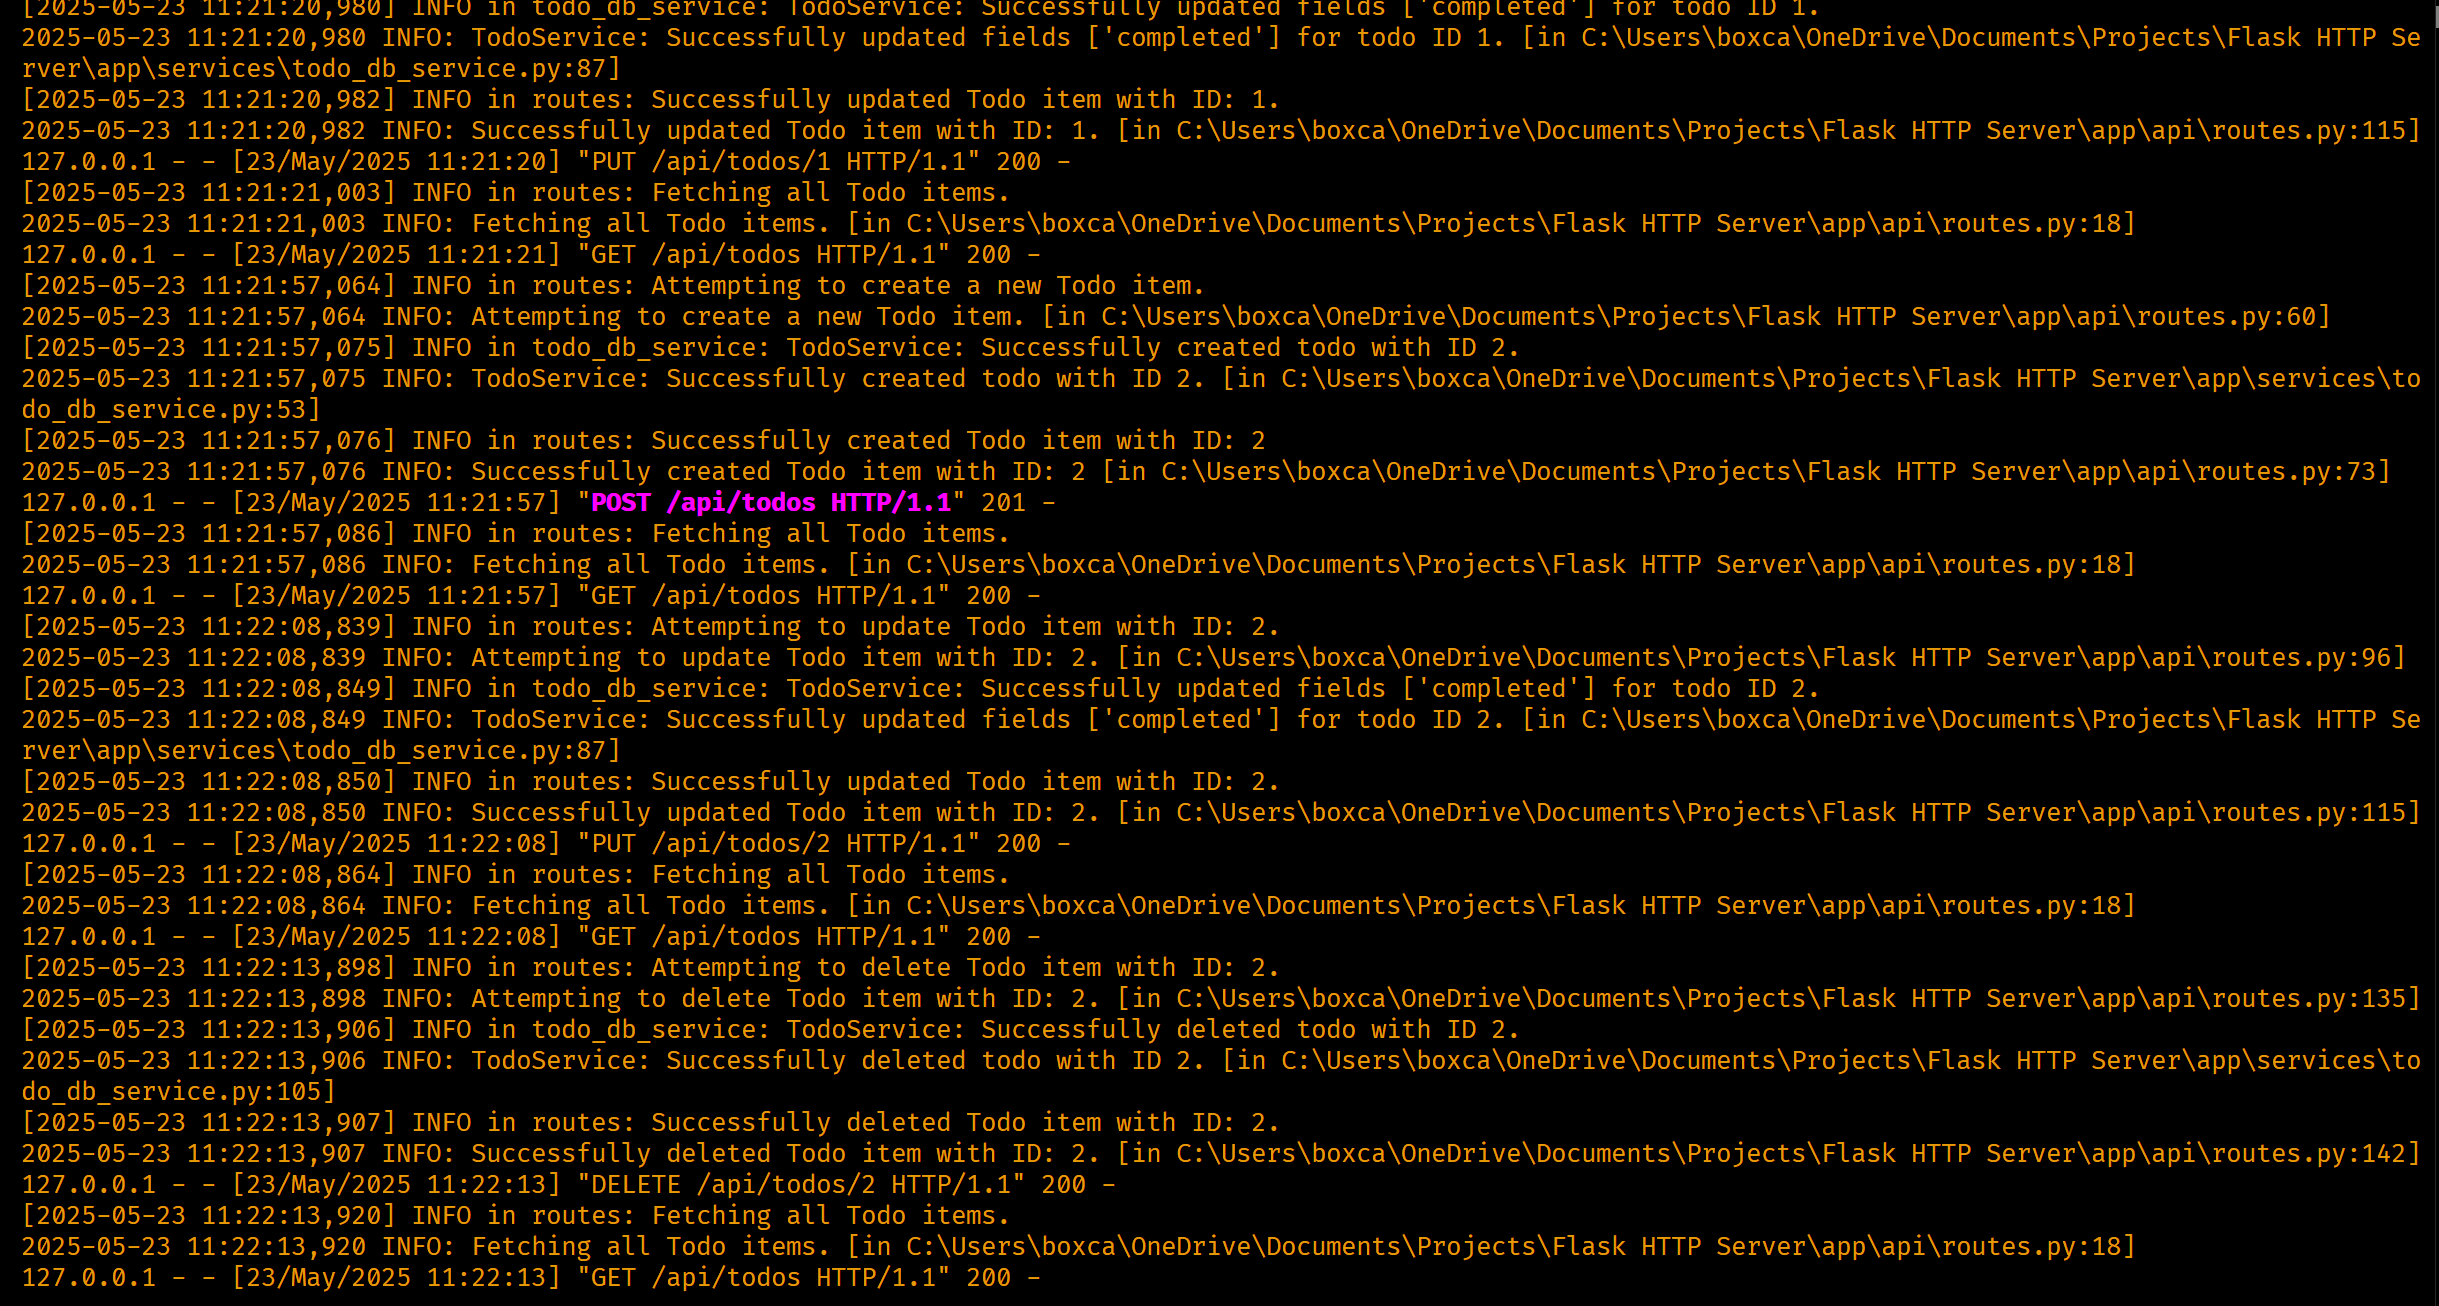 [2025-05-23 11:21:20,980] INFO in todo_db_service: TodoService: Successfully updated fields ['completed'] for todo ID 1.
2025-05-23 11:21:20,980 INFO: TodoService: Successfully updated fields ['completed'] for todo ID 1. [in C:\Users\boxca\OneDrive\Documents\Projects\Flask HTTP Se
rver\app\services\todo_db_service.py:87]
[2025-05-23 11:21:20,982] INFO in routes: Successfully updated Todo item with ID: 1.
2025-05-23 11:21:20,982 INFO: Successfully updated Todo item with ID: 1. [in C:\Users\boxca\OneDrive\Documents\Projects\Flask HTTP Server\app\api\routes.py:115]
127.0.0.1 - - [23/May/2025 11:21:20] "PUT /api/todos/1 HTTP/1.1" 200 -
[2025-05-23 11:21:21,003] INFO in routes: Fetching all Todo items.
2025-05-23 11:21:21,003 INFO: Fetching all Todo items. [in C:\Users\boxca\OneDrive\Documents\Projects\Flask HTTP Server\app\api\routes.py:18]
127.0.0.1 - - [23/May/2025 11:21:21] "GET /api/todos HTTP/1.1" 200 -
[2025-05-23 11:21:57,064] INFO in routes: Attempting to create a new Todo item.
2025-05-23 11:21:57,064 INFO: Attempting to create a new Todo item. [in C:\Users\boxca\OneDrive\Documents\Projects\Flask HTTP Server\app\api\routes.py:60]
[2025-05-23 11:21:57,075] INFO in todo_db_service: TodoService: Successfully created todo with ID 2.
2025-05-23 11:21:57,075 INFO: TodoService: Successfully created todo with ID 2. [in C:\Users\boxca\OneDrive\Documents\Projects\Flask HTTP Server\app\services\to
do_db_service.py:53]
[2025-05-23 11:21:57,076] INFO in routes: Successfully created Todo item with ID: 2
2025-05-23 11:21:57,076 INFO: Successfully created Todo item with ID: 2 [in C:\Users\boxca\OneDrive\Documents\Projects\Flask HTTP Server\app\api\routes.py:73]
127.0.0.1 - - [23/May/2025 11:21:57] "POST /api/todos HTTP/1.1" 201 -
[2025-05-23 11:21:57,086] INFO in routes: Fetching all Todo items.
2025-05-23 11:21:57,086 INFO: Fetching all Todo items. [in C:\Users\boxca\OneDrive\Documents\Projects\Flask HTTP Server\app\api\routes.py:18]
127.0.0.1 - - [23/May/2025 11:21:57] "GET /api/todos HTTP/1.1" 200 -
[2025-05-23 11:22:08,839] INFO in routes: Attempting to update Todo item with ID: 2.
2025-05-23 11:22:08,839 INFO: Attempting to update Todo item with ID: 2. [in C:\Users\boxca\OneDrive\Documents\Projects\Flask HTTP Server\app\api\routes.py:96]
[2025-05-23 11:22:08,849] INFO in todo_db_service: TodoService: Successfully updated fields ['completed'] for todo ID 2.
2025-05-23 11:22:08,849 INFO: TodoService: Successfully updated fields ['completed'] for todo ID 2. [in C:\Users\boxca\OneDrive\Documents\Projects\Flask HTTP Se
rver\app\services\todo_db_service.py:87]
[2025-05-23 11:22:08,850] INFO in routes: Successfully updated Todo item with ID: 2.
2025-05-23 11:22:08,850 INFO: Successfully updated Todo item with ID: 2. [in C:\Users\boxca\OneDrive\Documents\Projects\Flask HTTP Server\app\api\routes.py:115]
127.0.0.1 - - [23/May/2025 11:22:08] "PUT /api/todos/2 HTTP/1.1" 200 -
[2025-05-23 11:22:08,864] INFO in routes: Fetching all Todo items.
2025-05-23 11:22:08,864 INFO: Fetching all Todo items. [in C:\Users\boxca\OneDrive\Documents\Projects\Flask HTTP Server\app\api\routes.py:18]
127.0.0.1 - - [23/May/2025 11:22:08] "GET /api/todos HTTP/1.1" 200 -
[2025-05-23 11:22:13,898] INFO in routes: Attempting to delete Todo item with ID: 2.
2025-05-23 11:22:13,898 INFO: Attempting to delete Todo item with ID: 2. [in C:\Users\boxca\OneDrive\Documents\Projects\Flask HTTP Server\app\api\routes.py:135]
[2025-05-23 11:22:13,906] INFO in todo_db_service: TodoService: Successfully deleted todo with ID 2.
2025-05-23 11:22:13,906 INFO: TodoService: Successfully deleted todo with ID 2. [in C:\Users\boxca\OneDrive\Documents\Projects\Flask HTTP Server\app\services\to
do_db_service.py:105]
[2025-05-23 11:22:13,907] INFO in routes: Successfully deleted Todo item with ID: 2.
2025-05-23 11:22:13,907 INFO: Successfully deleted Todo item with ID: 2. [in C:\Users\boxca\OneDrive\Documents\Projects\Flask HTTP Server\app\api\routes.py:142]
127.0.0.1 - - [23/May/2025 11:22:13] "DELETE /api/todos/2 HTTP/1.1" 200 -
[2025-05-23 11:22:13,920] INFO in routes: Fetching all Todo items.
2025-05-23 11:22:13,920 INFO: Fetching all Todo items. [in C:\Users\boxca\OneDrive\Documents\Projects\Flask HTTP Server\app\api\routes.py:18]
127.0.0.1 - - [23/May/2025 11:22:13] "GET /api/todos HTTP/1.1" 200 -